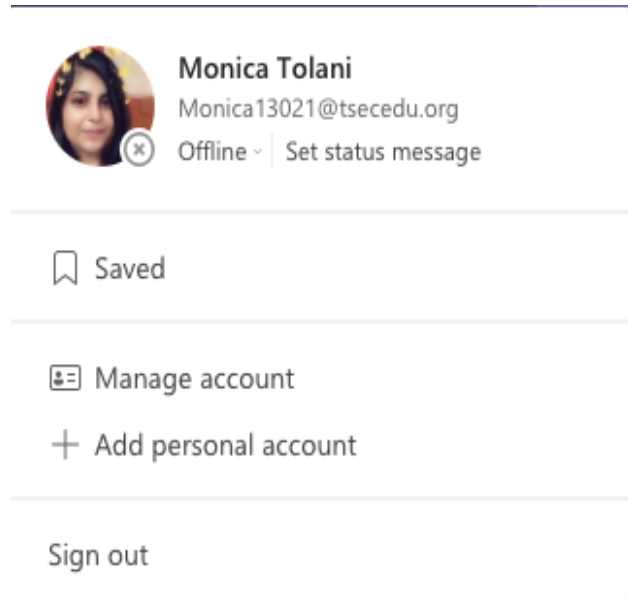 Monica Tolani
Monica13021@tsecedu.org
Offline Set status message
Saved
Manage account
Add personal account
Sign out